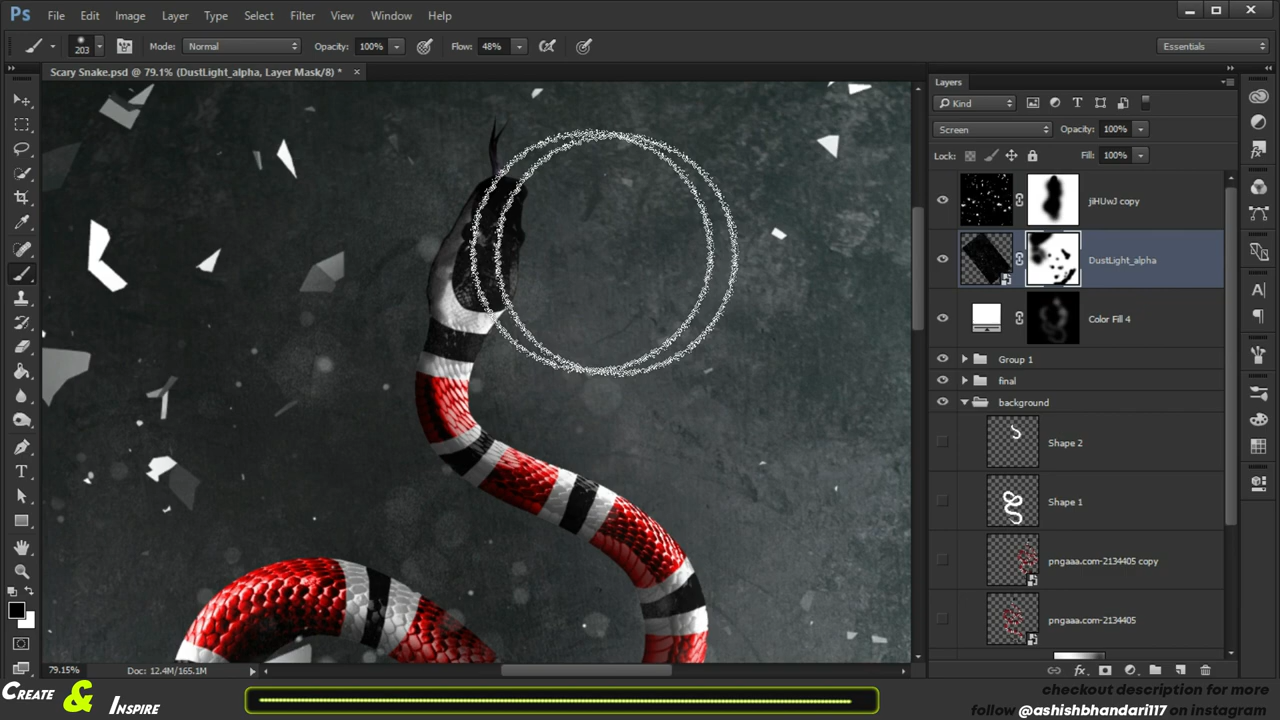 Ps File Edit Image Layer Type Select Filter View Window Help
203 Mode: Normal Opacity: 100% Flow: 48% Essentials
Scary Snake.psd @ 79.1% (DustLight_alpha, Layer Mask/8) * ×
Layers
Kind
Screen Opacity: 100%
Lock: Fill: 100%
jiHUwJ copy
DustLight_alpha
Color Fill 4
Group 1
final
background
Shape 2
Shape 1
pngaaa.com-2134405 copy
pngaaa.com-2134405
79.15% Doc: 12.4M/165.1M
Create & Inspire
checkout description for more
follow @ashishbhandari117 on instagram